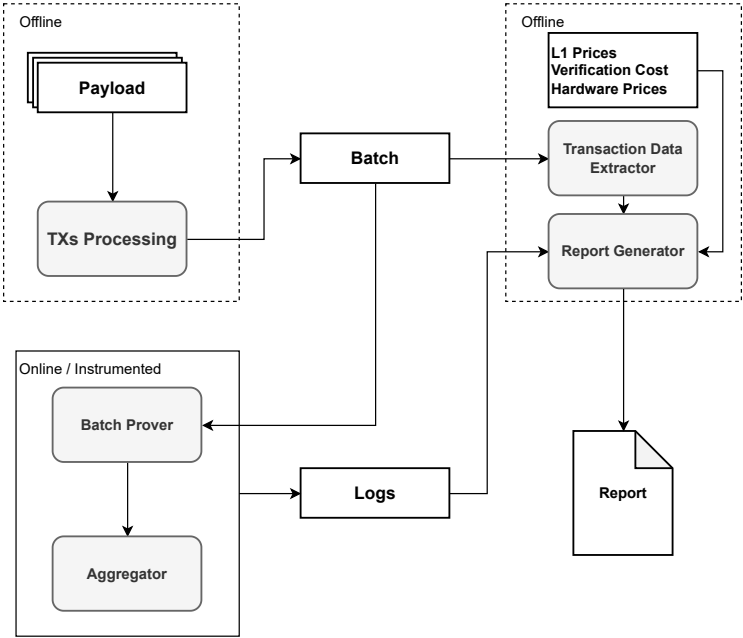 Offline
Payload
TXs Processing
Batch
Offline
L1 Prices
Verification Cost
Hardware Prices
Transaction Data
Extractor
Report Generator
Online / Instrumented
Batch Prover
Aggregator
Logs
Report